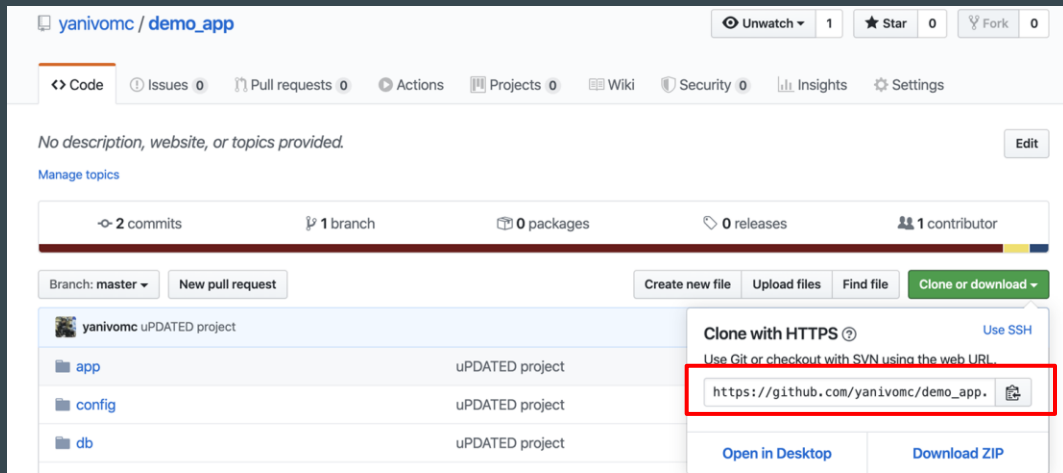 yanivomc / demo_app
Unwatch 1 Star 0 Fork 0
Code Issues 0 Pull requests 0 Actions Projects 0 Wiki Security 0 Insights Settings
No description, website, or topics provided.
Edit
Manage topics
2 commits 1 branch 0 packages 0 releases 1 contributor
Branch: master New pull request Create new file Upload files Find file Clone or download
yanivomc uPDATED project
Clone with HTTPS ? Use SSH
Use Git or checkout with SVN using the web URL.
app uPDATED project
https://github.com/yanivomc/demo_app.
config uPDATED project
db uPDATED project
Open in Desktop Download ZIP